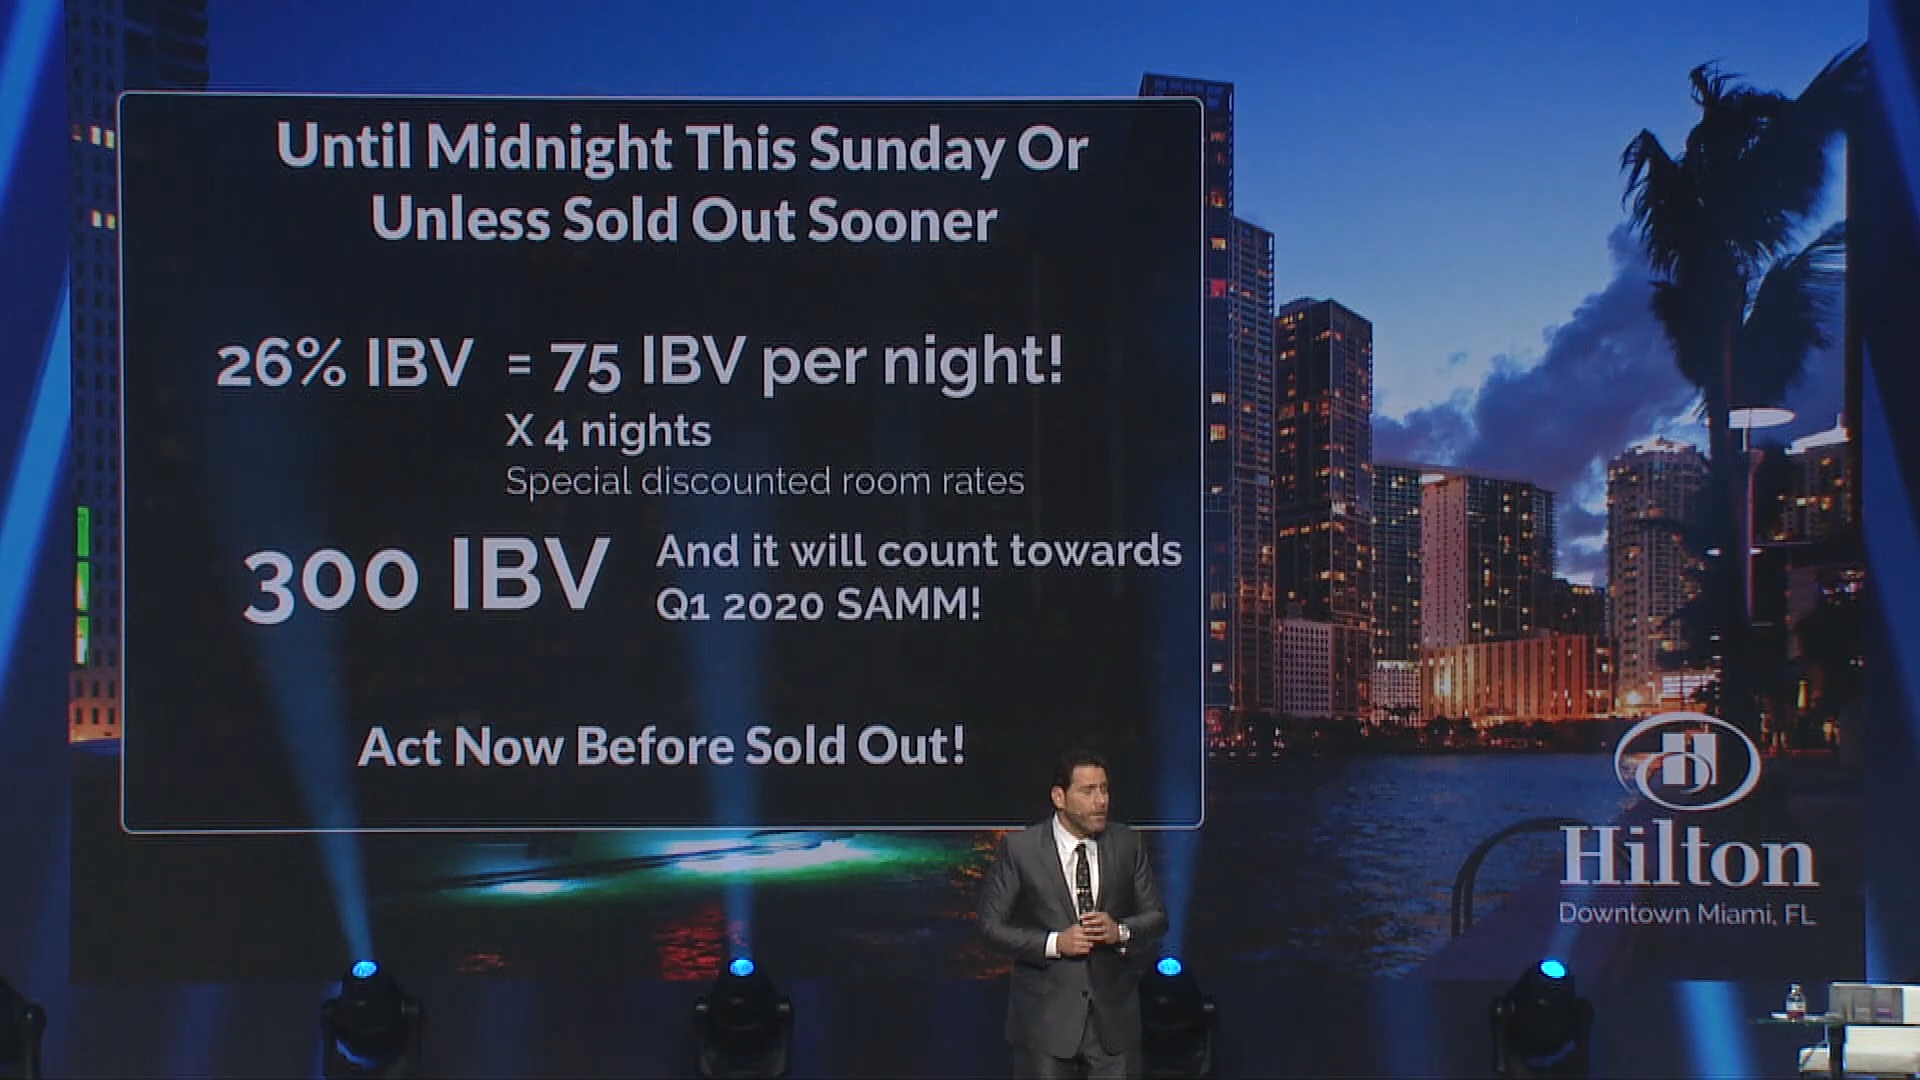 Until Midnight This Sunday Or
Unless Sold Out Sooner
26% IBV = 75 IBV per night!
X 4 nights
Special discounted room rates
300 IBV
And it will count towards
Q1 2020 SAMM!
Act Now Before Sold Out!
Hilton
Downtown Miami, FL